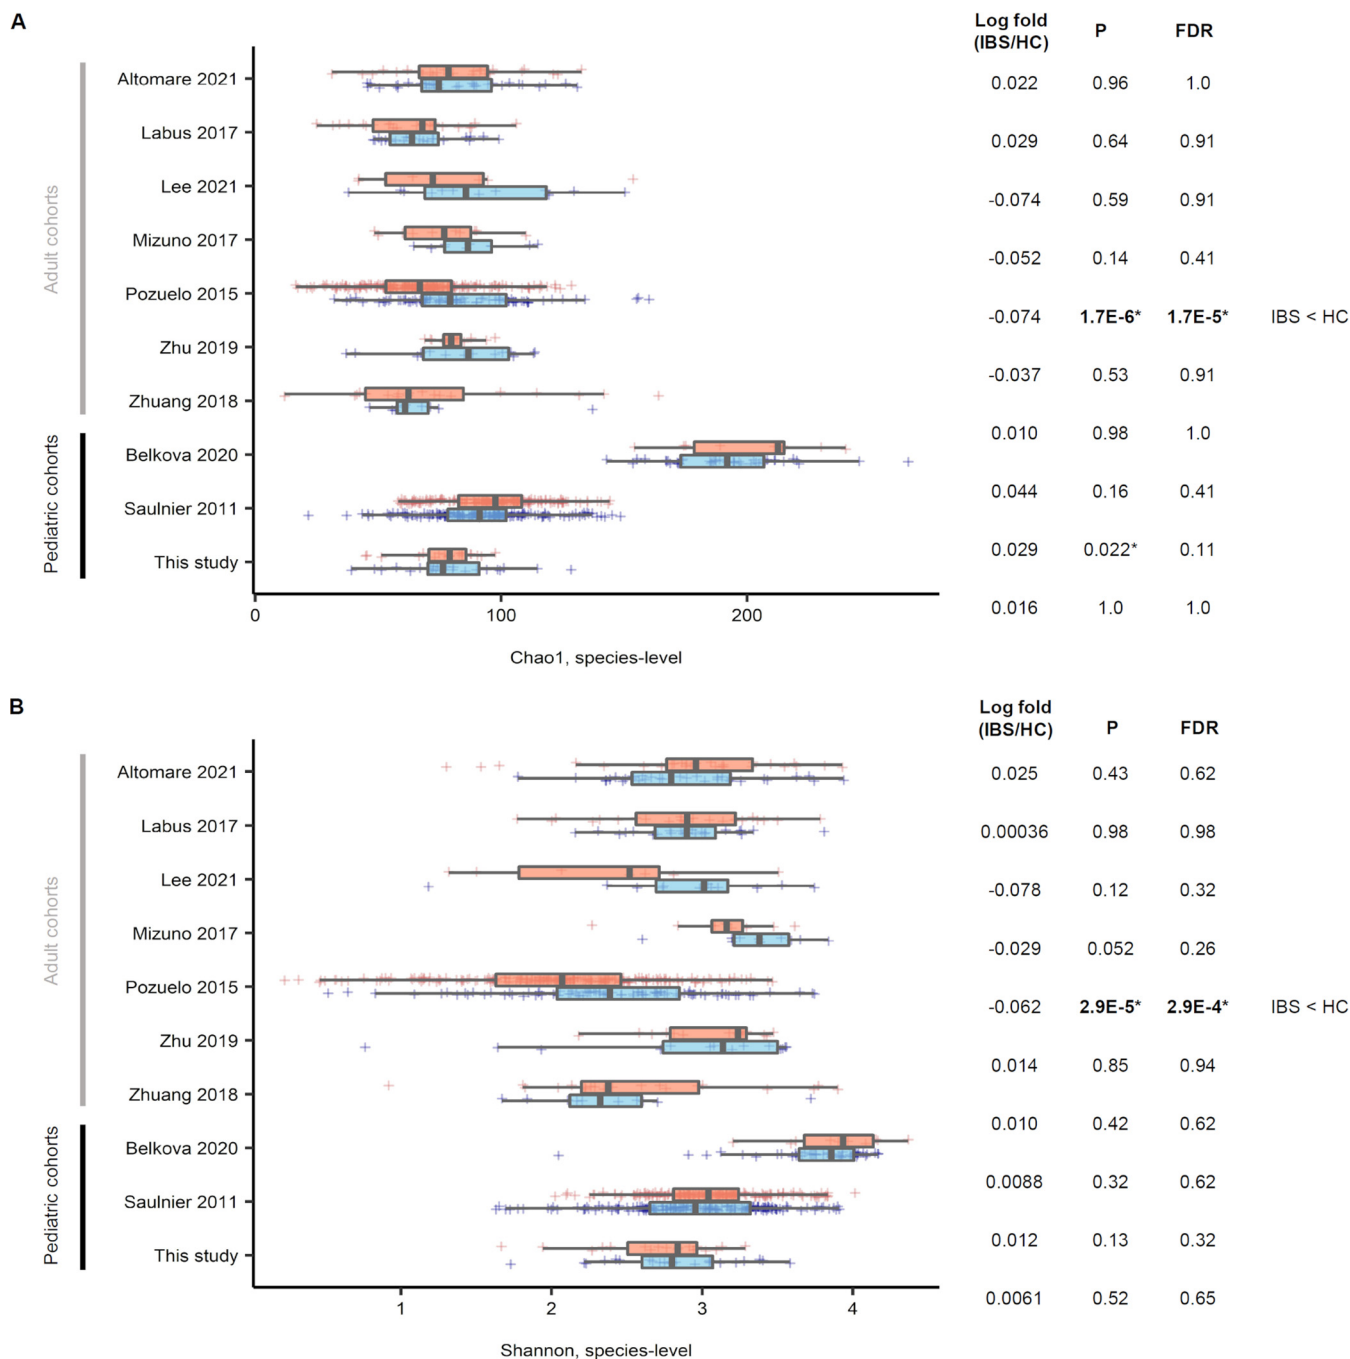 A
Log fold
(IBS/HC) P FDR
Adult cohorts
Altomare 2021 0.022 0.96 1.0
Labus 2017 0.029 0.64 0.91
Lee 2021 -0.074 0.59 0.91
Mizuno 2017 -0.052 0.14 0.41
Pozuelo 2015 -0.074 1.7E-6* 1.7E-5* IBS < HC
Zhu 2019 -0.037 0.53 0.91
Zhuang 2018 0.010 0.98 1.0
Pediatric cohorts
Belkova 2020 0.044 0.16 0.41
Saulnier 2011 0.029 0.022* 0.11
This study 0.016 1.0 1.0
0 100 200
Chao1, species-level
B
Log fold
(IBS/HC) P FDR
Adult cohorts
Altomare 2021 0.025 0.43 0.62
Labus 2017 0.00036 0.98 0.98
Lee 2021 -0.078 0.12 0.32
Mizuno 2017 -0.029 0.052 0.26
Pozuelo 2015 -0.062 2.9E-5* 2.9E-4* IBS < HC
Zhu 2019 0.014 0.85 0.94
Zhuang 2018 0.010 0.42 0.62
Pediatric cohorts
Belkova 2020 0.0088 0.32 0.62
Saulnier 2011 0.012 0.13 0.32
This study 0.0061 0.52 0.65
1 2 3 4
Shannon, species-level